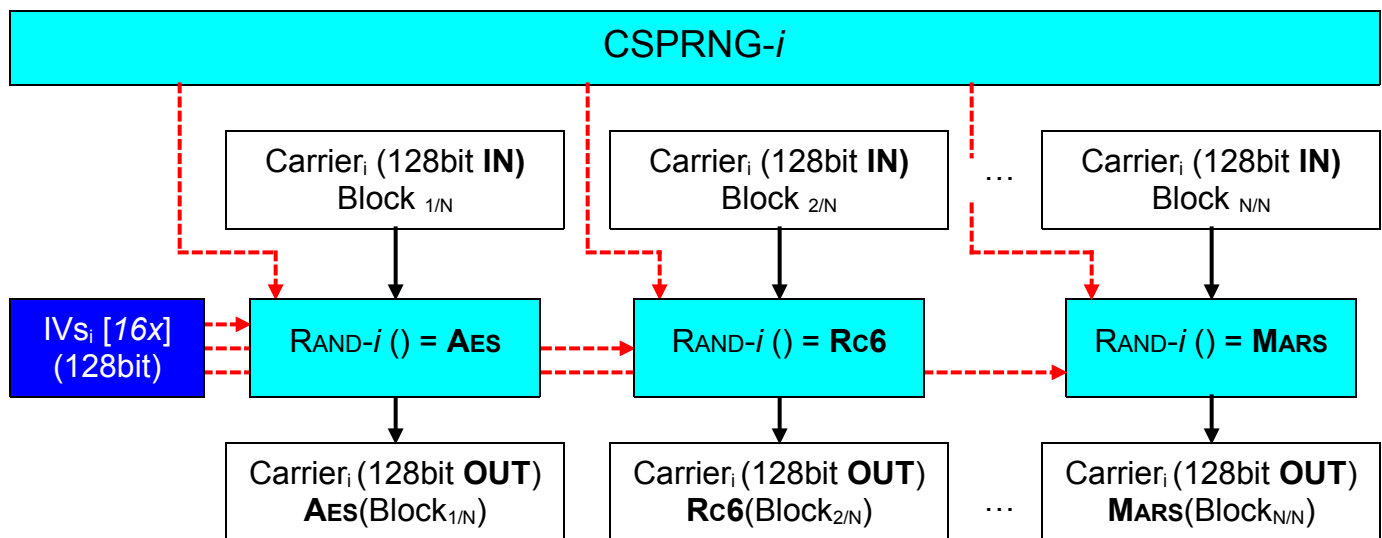 CSPRNG-i
Carrieri (128bit IN)
Block 1/N
Carrieri (128bit IN)
Block 2/N
...
Carrieri (128bit IN)
Block N/N
IVsi [16x]
(128bit)
RAND-i () = AES
RAND-i () = RC6
RAND-i () = MARS
Carrieri (128bit OUT)
AES(Block1/N)
Carrieri (128bit OUT)
RC6(Block2/N)
...
Carrieri (128bit OUT)
MARS(BlockN/N)